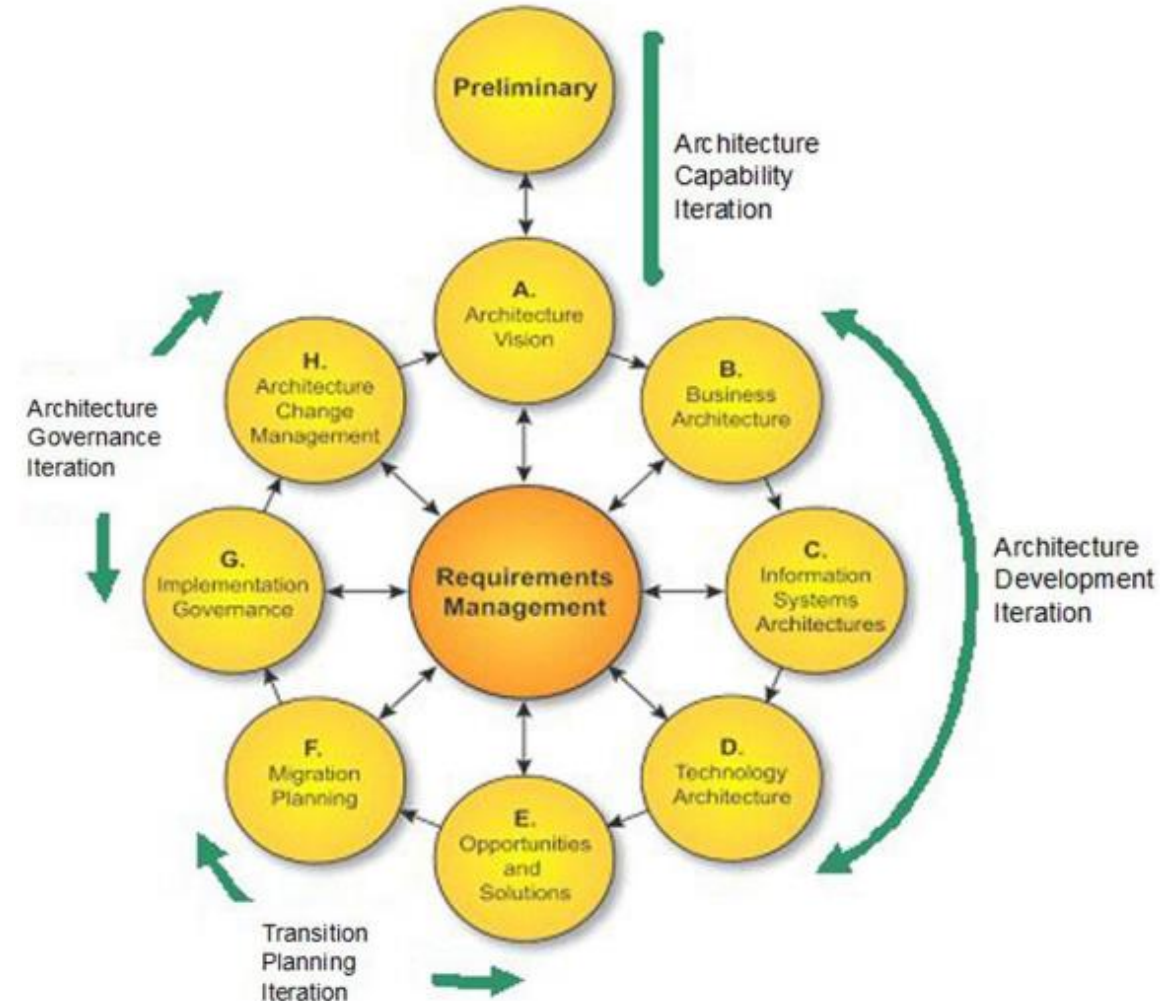 Preliminary
Architecture
Capability
Iteration
A.
Architecture
Vision
H.
Architecture
Change
Management
B.
Business
Architecture
Architecture
Governance
Iteration
G.
Implementation
Governance
Requirements
Management
C.
Information
Systems
Architectures
Architecture
Development
Iteration
F.
Migration
Planning
D.
Technology
Architecture
E.
Opportunities
and
Solutions
Transition
Planning
Iteration